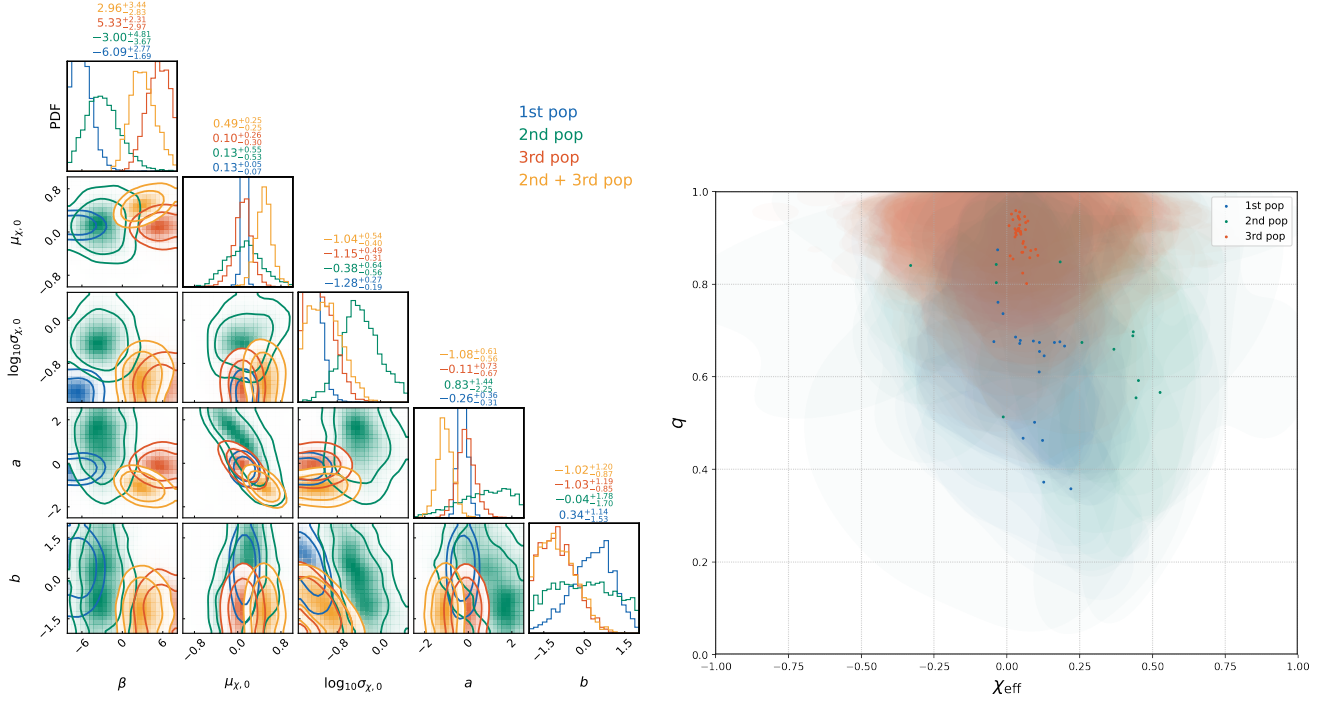 2.96+3.44−2.83
5.33+2.31−2.97
−3.00+4.81−3.67
−6.09+2.77−1.69
PDF
0.49+0.25−0.25
0.10+0.26−0.30
0.13+0.55−0.53
0.13+0.05−0.07
1st pop
2nd pop
3rd pop
2nd + 3rd pop
μχ, 0
0.8
0.0
−0.8
−1.04+0.54−0.40
−1.15+0.49−0.31
−0.38+0.64−0.56
−1.28+0.27−0.19
log10σχ, 0
0.0
−0.8
−1.08+0.61−0.56
−0.11+0.73−0.67
0.83+1.44−2.25
−0.26+0.36−0.31
a
2
0
−2
−1.02+1.20−0.87
−1.03+1.19−0.85
−0.04+1.78−1.70
0.34+1.14−1.53
b
1.5
0.0
−1.5
−6 0 6
−0.8 0.0 0.8
−0.8 0.0
−2 0 2
−1.5 0.0 1.5
β
μχ, 0
log10σχ, 0
a
b
1st pop
2nd pop
3rd pop
q
1.0
0.8
0.6
0.4
0.2
0.0
−1.00 −0.75 −0.50 −0.25 0.00 0.25 0.50 0.75 1.00
χeff